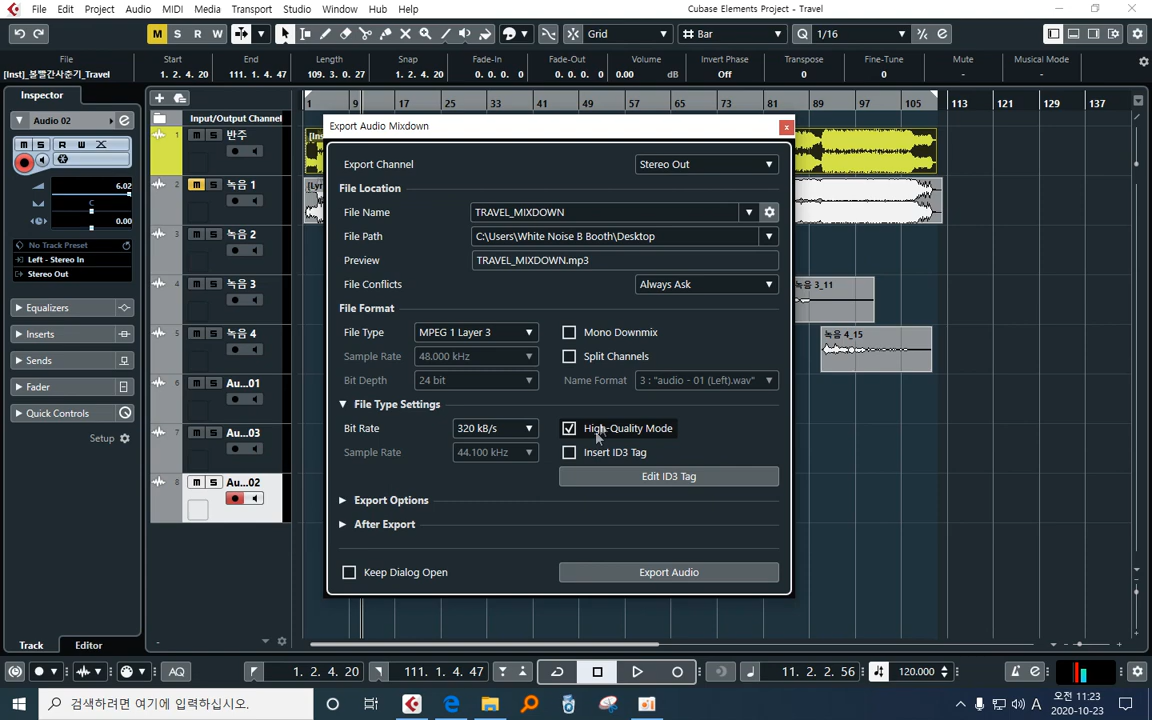 File Edit Project Audio MIDI Media Transport Studio Window Hub Help Cubase Elements Project - Travel
M S R W Grid Bar Q 1/16
File Start End Length Snap Fade-In Fade-Out Volume Invert Phase Transpose Fine-Tune Mute Musical Mode
[Inst]_볼빨간사춘기_Travel 1. 2. 4. 20 111. 1. 4. 47 109. 3. 0. 27 1. 2. 4. 20 0. 0. 0. 0 0. 0. 0. 0 0.00 dB Off 0 0 - -
Inspector
1 9 17 25 33 41 49 57 65 73 81 89 97 105 113 121 129 137
Audio 02
Input/Output Channel
m S R W
6.02
C
0.00
No Track Preset
Left - Stereo In
Stereo Out
Equalizers
Inserts
Sends
Fader
Quick Controls
Setup
1 m S 반주
2 m S 녹음 1
3 m S 녹음 2
4 m S 녹음 3
5 m S 녹음 4
6 m S Au...01
7 m S Au...03
8 m S Au...02
녹음 3_11
녹음 4_15
Export Audio Mixdown x
Export Channel Stereo Out
File Location
File Name TRAVEL_MIXDOWN
File Path C:\Users\White Noise B Booth\Desktop
Preview TRAVEL_MIXDOWN.mp3
File Conflicts Always Ask
File Format
File Type MPEG 1 Layer 3 Mono Downmix
Sample Rate 48.000 kHz Split Channels
Bit Depth 24 bit Name Format 3 : "audio - 01 (Left).wav"
File Type Settings
Bit Rate 320 kB/s High-Quality Mode
Sample Rate 44.100 kHz Insert ID3 Tag
Edit ID3 Tag
Export Options
After Export
Keep Dialog Open Export Audio
Track Editor
AQ 1. 2. 4. 20 111. 1. 4. 47 11. 2. 2. 56 120.000
검색하려면 여기에 입력하십시오. A 오전 11:23
2020-10-23